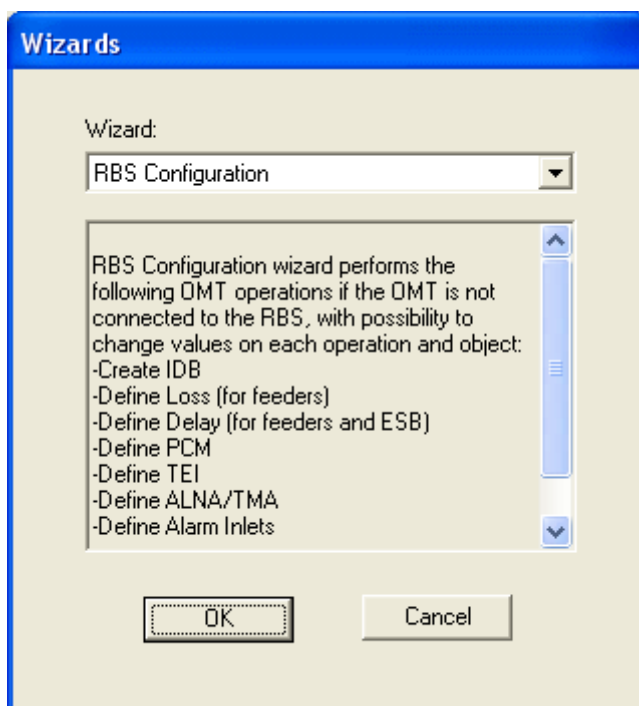 Wizards
Wizard:
RBS Configuration
RBS Configuration wizard performs the
following OMT operations if the OMT is not
connected to the RBS, with possibility to
change values on each operation and object:
-Create IDB
-Define Loss (for feeders)
-Define Delay (for feeders and ESB)
-Define PCM
-Define TEI
-Define ALNA/TMA
-Define Alarm Inlets
OK
Cancel